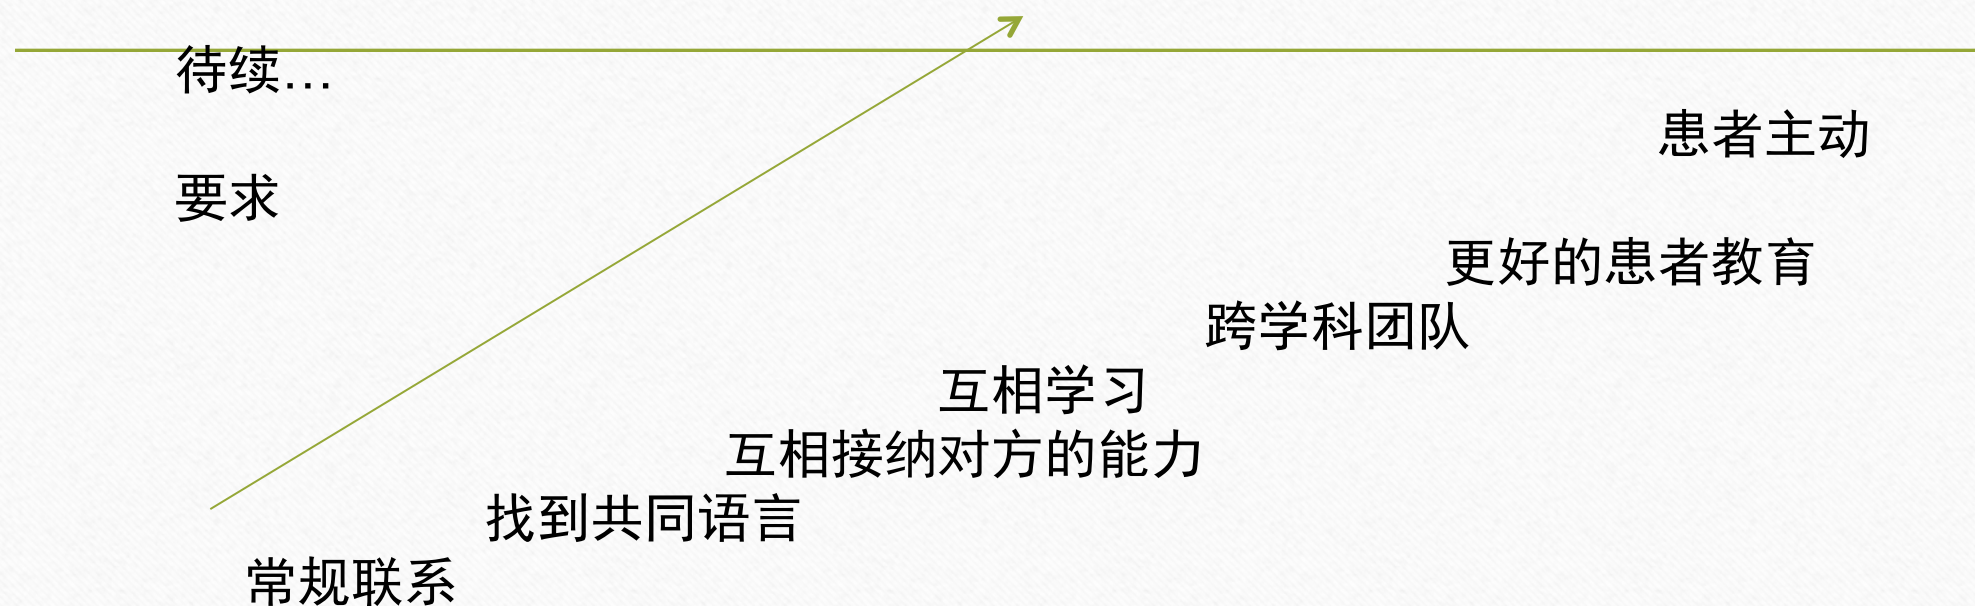 待续…
患者主动
要求
更好的患者教育
跨学科团队
互相学习
互相接纳对方的能力
找到共同语言
常规联系